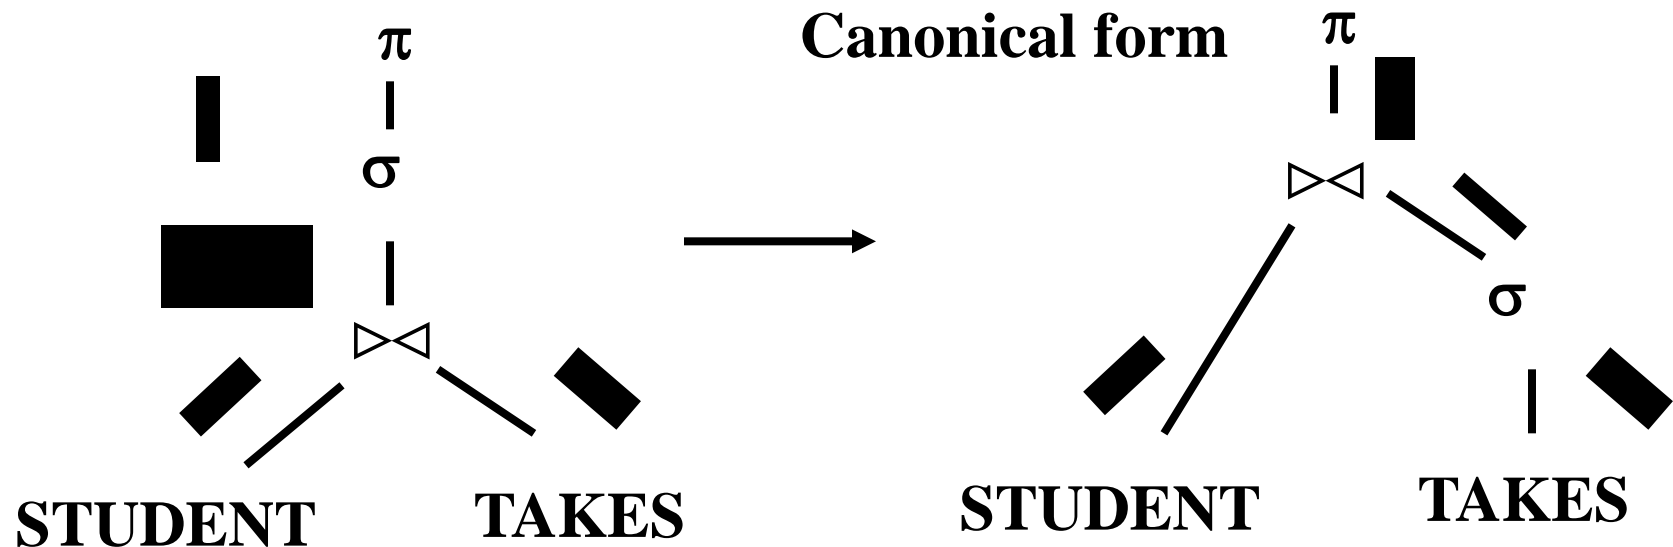 Canonical form
π
π
σ
⋈
⋈
σ
STUDENT
TAKES
STUDENT
TAKES